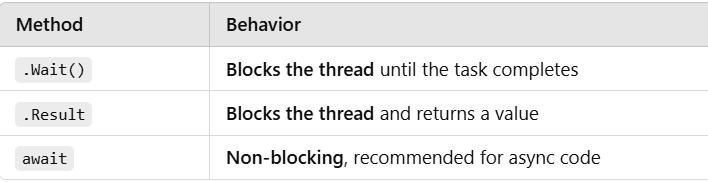 Method Behavior
.Wait() Blocks the thread until the task completes
.Result Blocks the thread and returns a value
await Non-blocking, recommended for async code